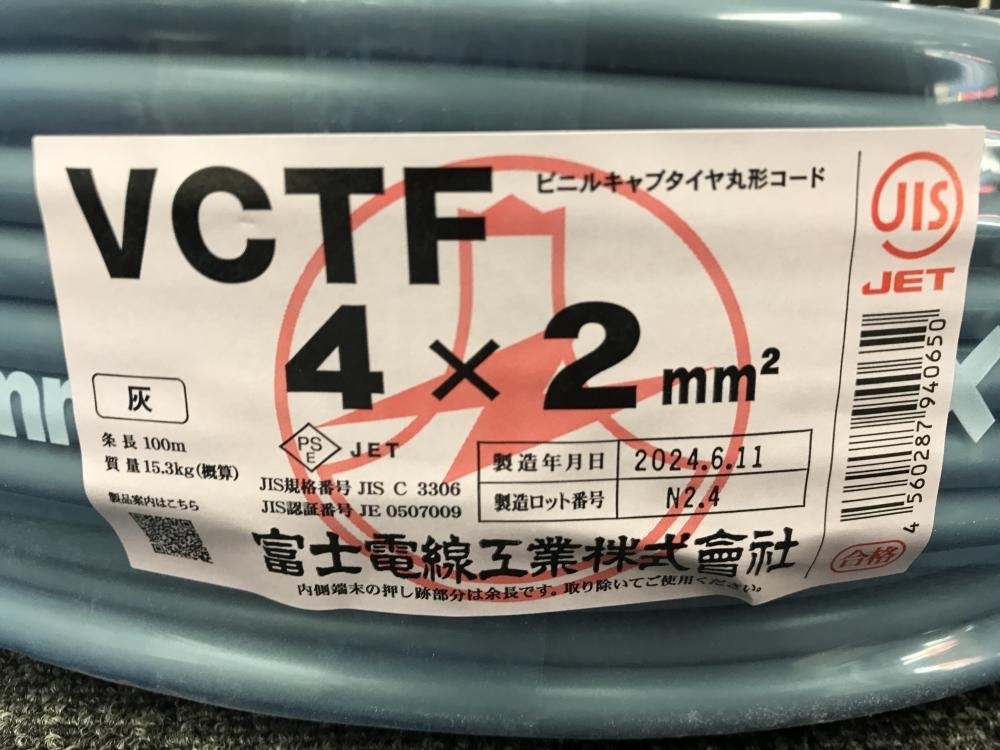 VCTF
ビニルキャブタイヤ丸形コード
4×2mm²
灰
条長 100m
質量 15.3kg(概算)
製品案内はこちら
PS
E
JET
JIS規格番号 JIS C 3306
JIS認証番号 JE 0507009
製造年月日 2024.6.11
製造ロット番号 N2.4
富士電線工業株式會社
内側端末の押し跡部分は余長です。取り除いてご使用ください。
JIS
JET
4560287940650
合格